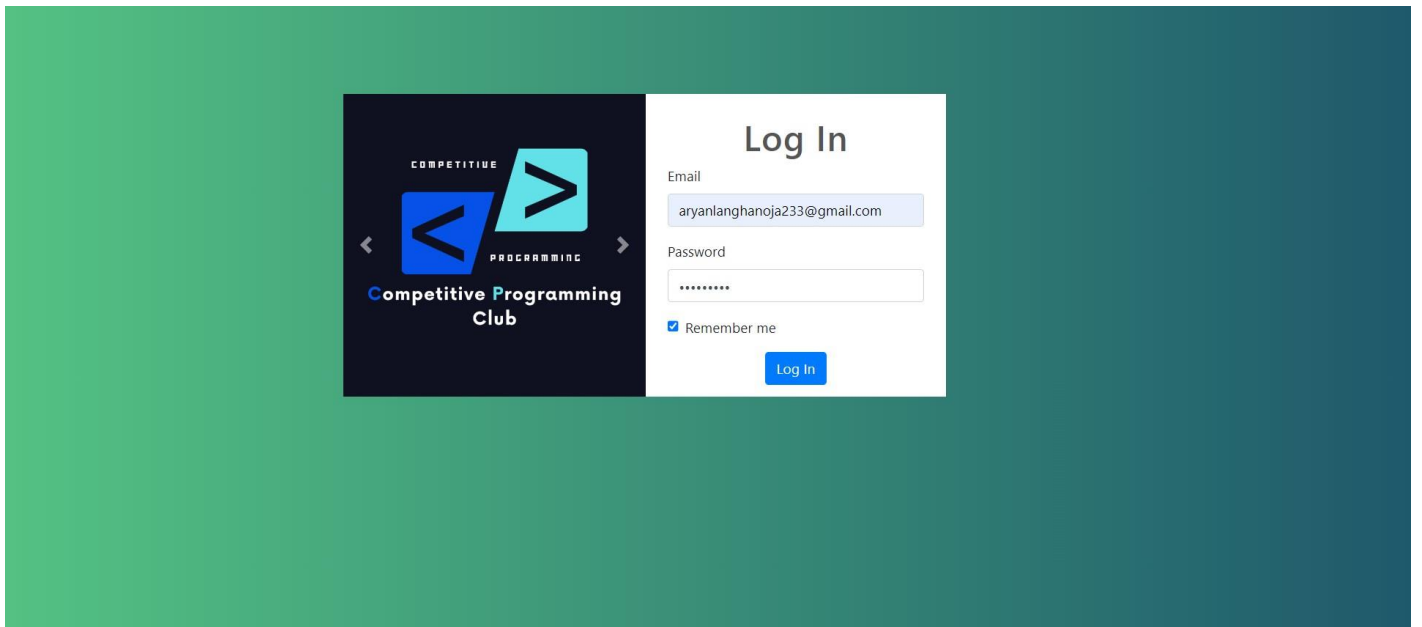 COMPETITIVE
PROGRAMMING
Competitive Programming
Club
Log In
Email
aryanlanghanoja233@gmail.com
Password
•••••••••
Remember me
Log In